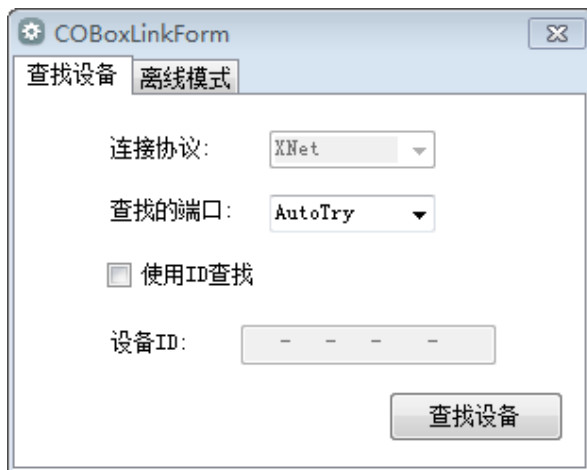 COBoxLinkForm
查找设备 离线模式
连接协议: XNet
查找的端口: AutoTry
使用ID查找
设备ID: - - - -
查找设备